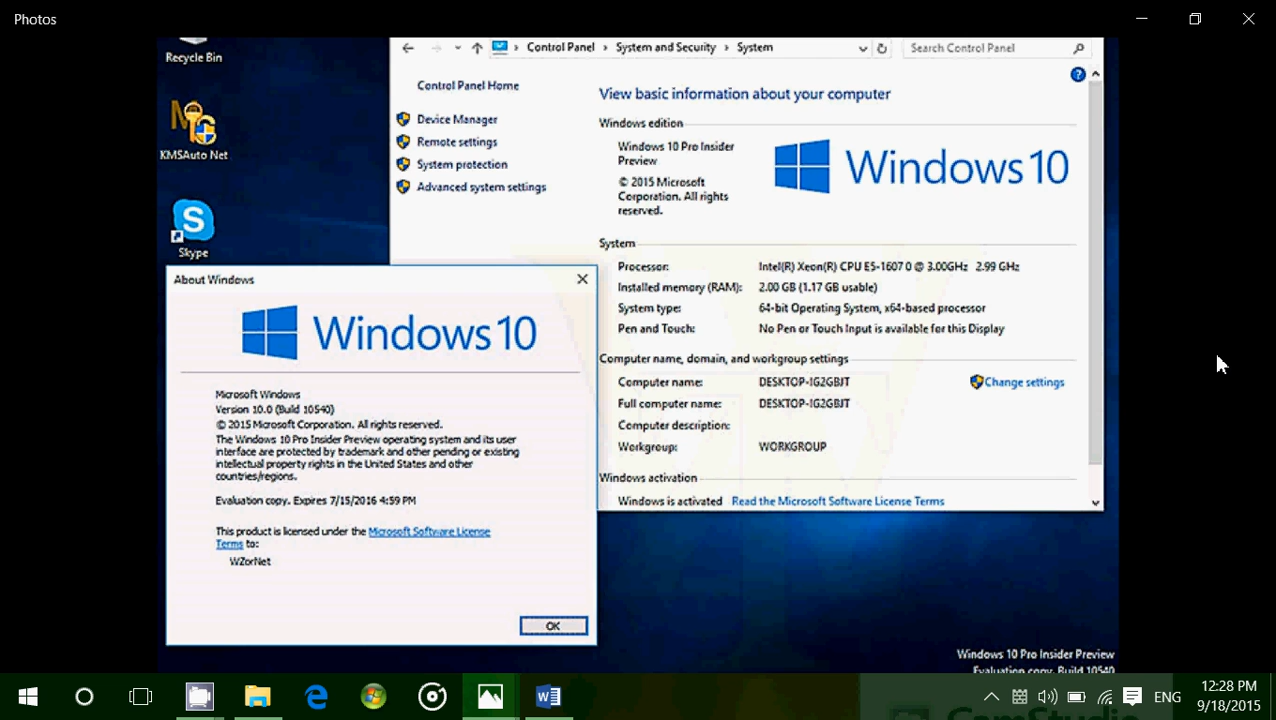 Photos
Recycle Bin
KMSAuto Net
Skype
Control Panel › System and Security › System
Search Control Panel
Control Panel Home
Device Manager
Remote settings
System protection
Advanced system settings
View basic information about your computer
Windows edition
Windows 10 Pro Insider
Preview
© 2015 Microsoft
Corporation. All rights
reserved.
Windows 10
System
Processor: Intel(R) Xeon(R) CPU E5-1607 0 @ 3.00GHz 2.99 GHz
Installed memory (RAM): 2.00 GB (1.17 GB usable)
System type: 64-bit Operating System, x64-based processor
Pen and Touch: No Pen or Touch Input is available for this Display
Computer name, domain, and workgroup settings
Computer name: DESKTOP-IG2GBJT
Change settings
Full computer name: DESKTOP-IG2GBJT
Computer description:
Workgroup: WORKGROUP
Windows activation
Windows is activated Read the Microsoft Software License Terms
About Windows
Windows 10
Microsoft Windows
Version 10.0 (Build 10540)
© 2015 Microsoft Corporation. All rights reserved.
The Windows 10 Pro Insider Preview operating system and its user
interface are protected by trademark and other pending or existing
intellectual property rights in the United States and other
countries/regions.
Evaluation copy. Expires 7/15/2016 4:59 PM
This product is licensed under the Microsoft Software License
Terms to:
WZorNet
OK
Windows 10 Pro Insider Preview
Evaluation copy. Build 10540
ENG
12:28 PM
9/18/2015